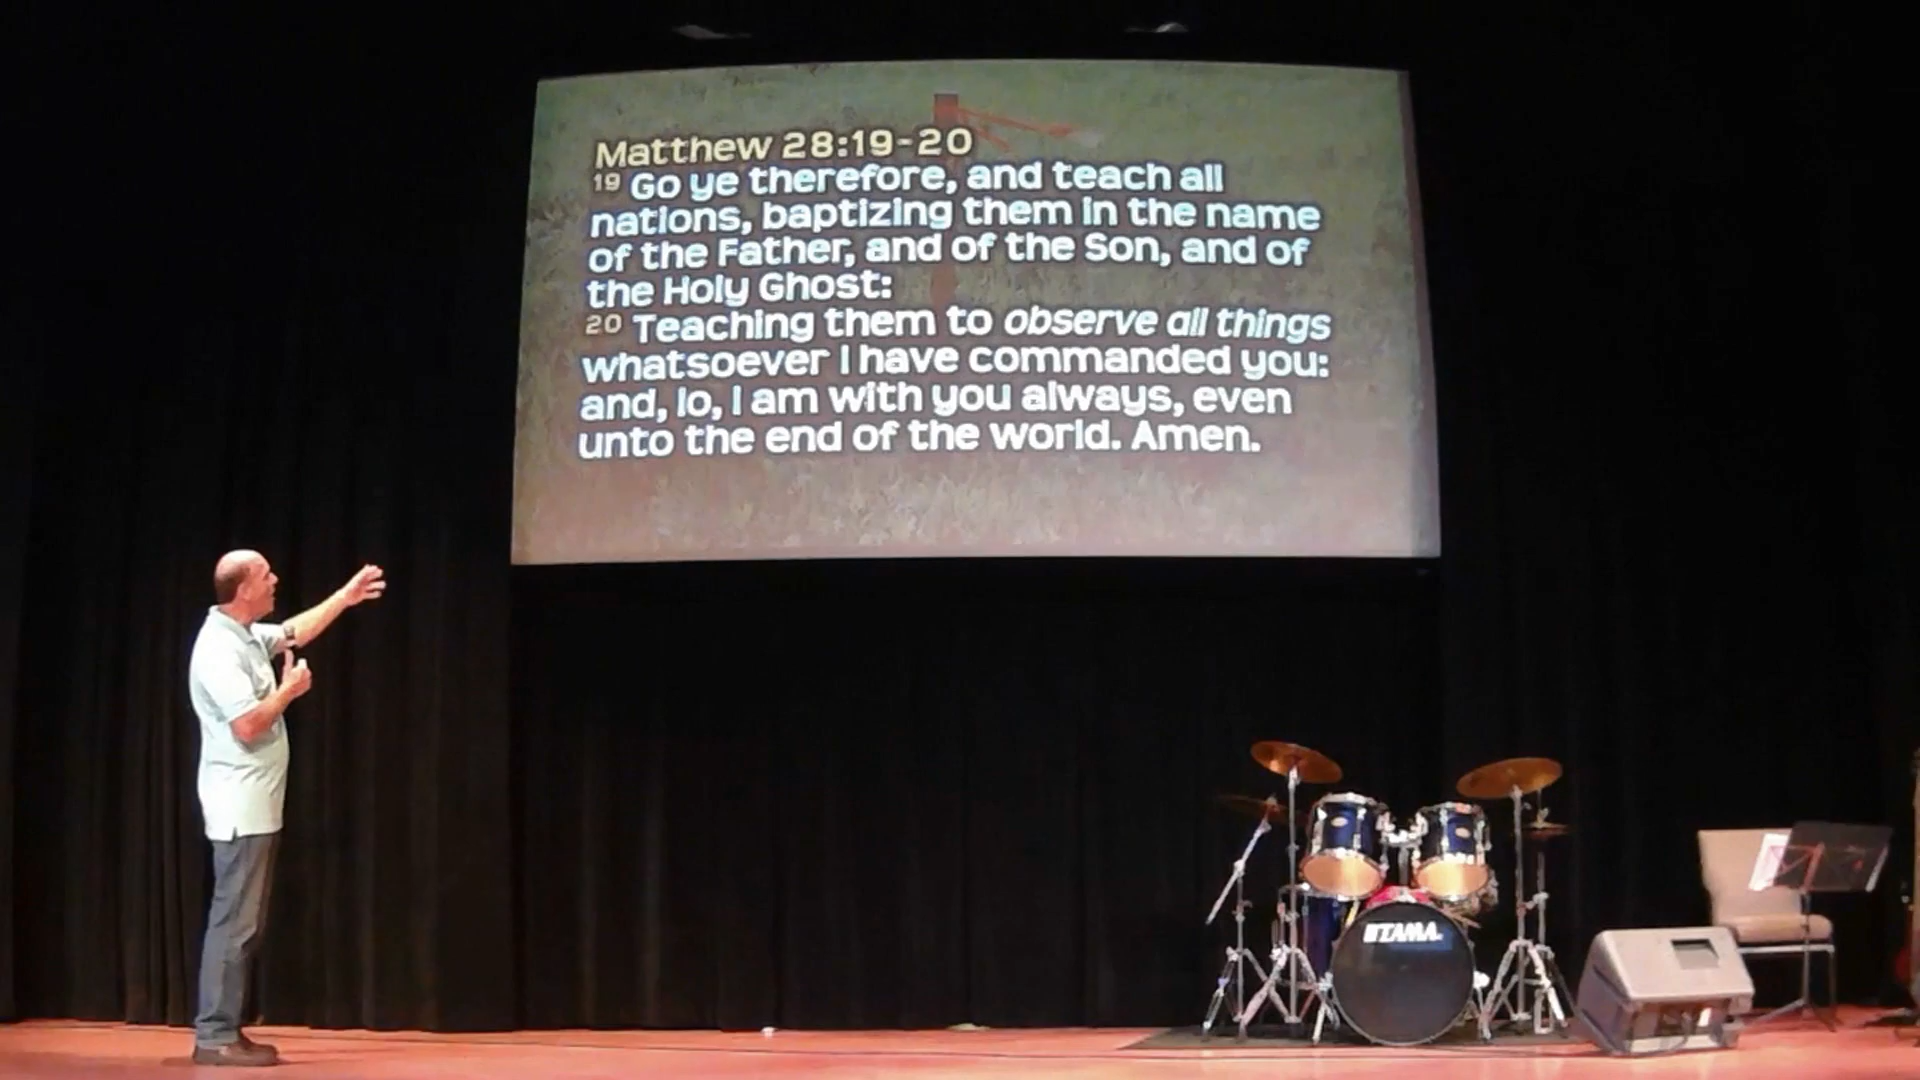 Matthew 28:19-20
19 Go ye therefore, and teach all
nations, baptizing them in the name
of the Father, and of the Son, and of
the Holy Ghost:
20 Teaching them to observe all things
whatsoever I have commanded you:
and, lo, I am with you always, even
unto the end of the world. Amen.
TAMA